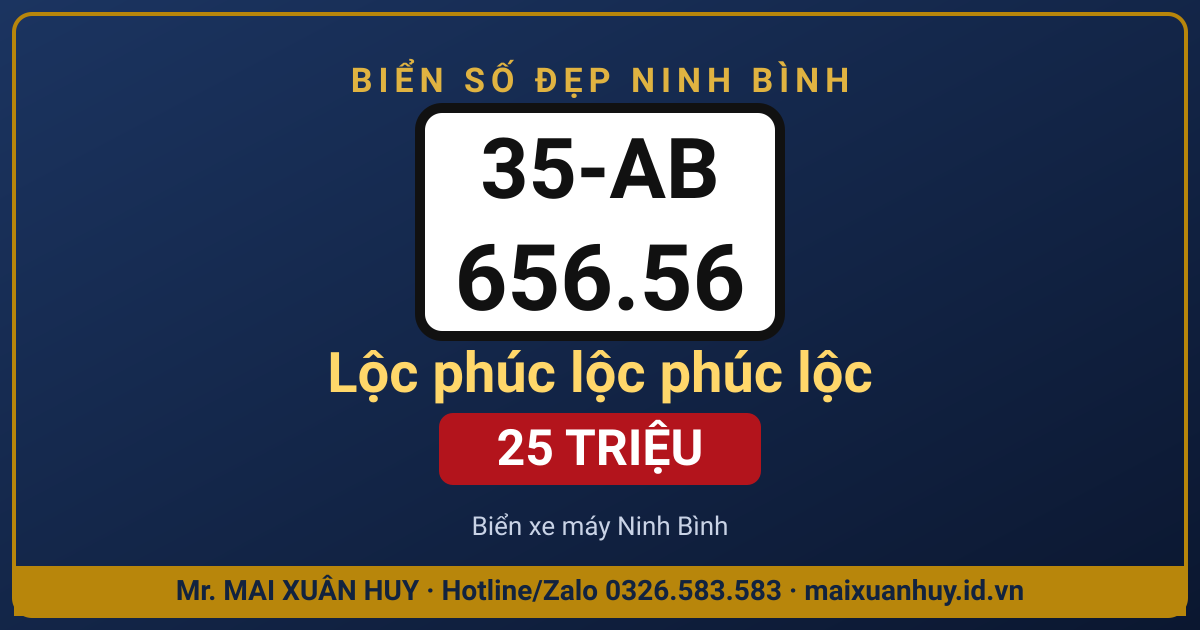 BIỂN SỐ ĐẸP NINH BÌNH
35-AB
656.56
Lộc phúc lộc phúc lộc
25 TRIỆU
Biển xe máy Ninh Bình
Mr. MAI XUÂN HUY · Hotline/Zalo 0326.583.583 · maixuanhuy.id.vn